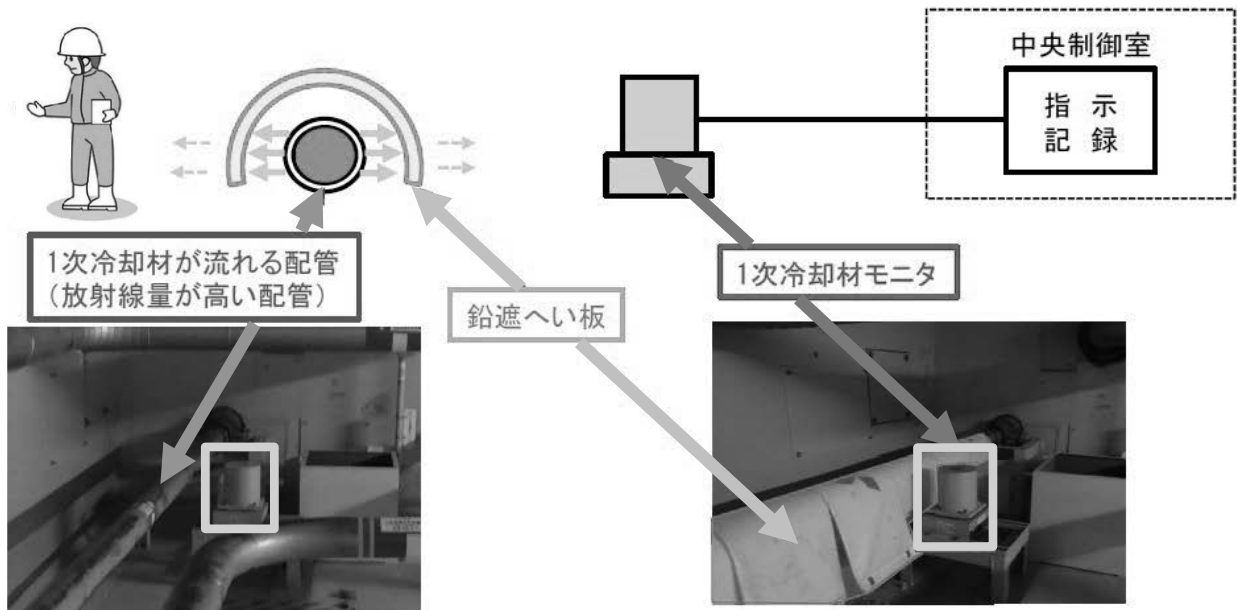 中央制御室
指 示
記 録
1次冷却材が流れる配管
(放射線量が高い配管)
鉛遮へい板
1次冷却材モニタ